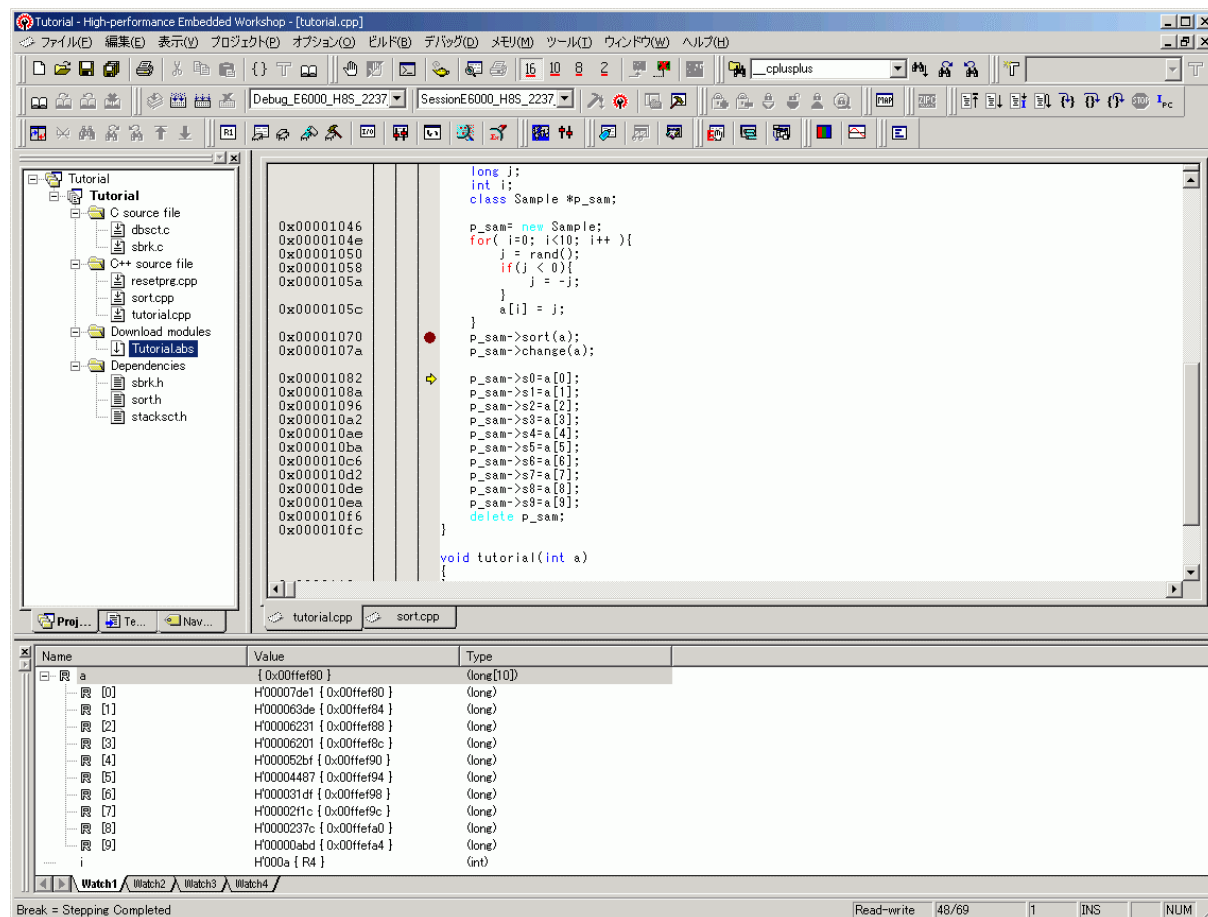 Tutorial - High-performance Embedded Workshop - [tutorial.cpp]
ファイル(F) 編集(E) 表示(V) プロジェクト(P) オプション(O) ビルド(B) デバッグ(D) メモリ(M) ツール(T) ウィンドウ(W) ヘルプ(H)
16 10 8 2 __cplusplus
Debug_E6000_H8S_2237_ SessionE6000_H8S_2237_ MAP STOP IPC
R1 I/O
Tutorial
Tutorial
C source file
dbsct.c
sbrk.c
C++ source file
resetprg.cpp
sort.cpp
tutorial.cpp
Download modules
Tutorial.abs
Dependencies
sbrk.h
sort.h
stacksct.h
Proj... Te... Nav...
long j;
int i;
class Sample *p_sam;
0x00001046 p_sam= new Sample;
0x0000104e for( i=0; i<10; i++ ){
0x00001050 j = rand();
0x00001058 if(j < 0){
0x0000105a j = -j;
}
0x0000105c a[i] = j;
}
0x00001070 p_sam->sort(a);
0x0000107a p_sam->change(a);
0x00001082 p_sam->s0=a[0];
0x0000108a p_sam->s1=a[1];
0x00001096 p_sam->s2=a[2];
0x000010a2 p_sam->s3=a[3];
0x000010ae p_sam->s4=a[4];
0x000010ba p_sam->s5=a[5];
0x000010c6 p_sam->s6=a[6];
0x000010d2 p_sam->s7=a[7];
0x000010de p_sam->s8=a[8];
0x000010ea p_sam->s9=a[9];
0x000010f6 delete p_sam;
0x000010fc }
void tutorial(int a)
{
tutorial.cpp sort.cpp
Name Value Type
R a { 0x00ffef80 } (long[10])
R [0] H'00007de1 { 0x00ffef80 } (long)
R [1] H'000063de { 0x00ffef84 } (long)
R [2] H'00006231 { 0x00ffef88 } (long)
R [3] H'00006201 { 0x00ffef8c } (long)
R [4] H'000052bf { 0x00ffef90 } (long)
R [5] H'00004487 { 0x00ffef94 } (long)
R [6] H'000031df { 0x00ffef98 } (long)
R [7] H'00002f1c { 0x00ffef9c } (long)
R [8] H'0000237c { 0x00ffefa0 } (long)
R [9] H'00000abd { 0x00ffefa4 } (long)
i H'000a { R4 } (int)
Watch1 Watch2 Watch3 Watch4
Break = Stepping Completed Read-write 48/69 1 INS NUM